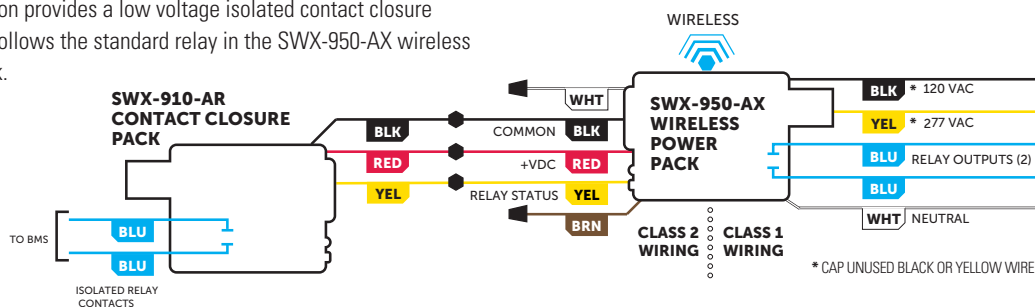 on provides a low voltage isolated contact closure
ollows the standard relay in the SWX-950-AX wireless
k.
WIRELESS
SWX-910-AR
CONTACT CLOSURE
PACK
BLK
RED
YEL
BLU
BLU
TO BMS
ISOLATED RELAY
CONTACTS
WHT
COMMON BLK
+VDC RED
RELAY STATUS YEL
BRN
SWX-950-AX
WIRELESS
POWER
PACK
CLASS 2
WIRING
CLASS 1
WIRING
BLK * 120 VAC
YEL * 277 VAC
BLU RELAY OUTPUTS (2)
BLU
WHT NEUTRAL
* CAP UNUSED BLACK OR YELLOW WIRE